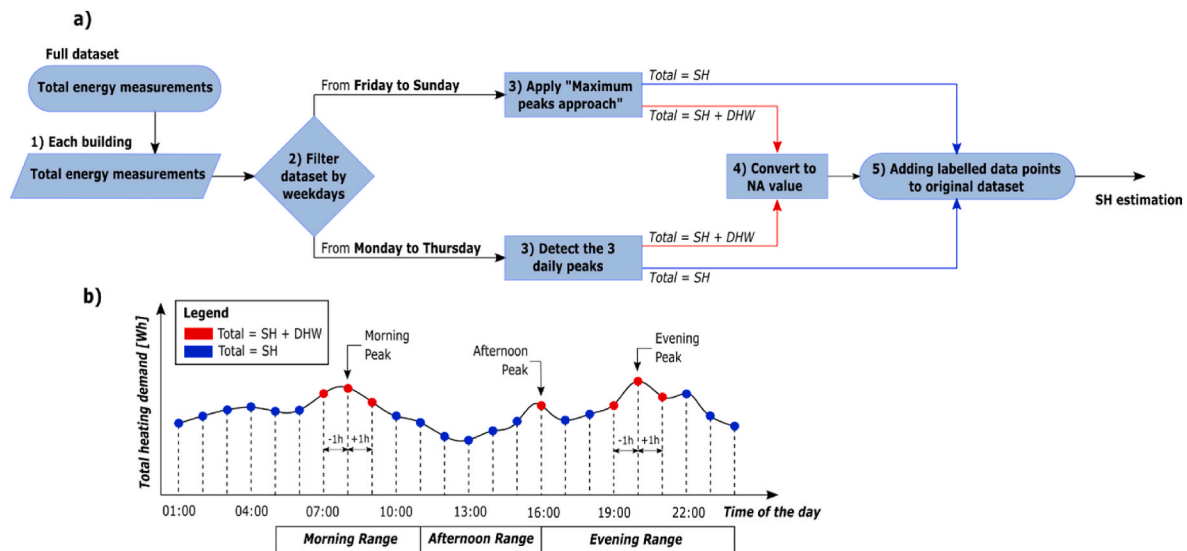 a)
Full dataset
Total energy measurements
1) Each building
Total energy measurements
2) Filter
dataset by
weekdays
From Friday to Sunday
3) Apply "Maximum
peaks approach"
Total = SH
Total = SH + DHW
4) Convert to
NA value
5) Adding labelled data points
to original dataset
SH estimation
From Monday to Thursday
3) Detect the 3
daily peaks
Total = SH + DHW
Total = SH
b)
Total heating demand [Wh]
Legend
Total = SH + DHW
Total = SH
Morning
Peak
Afternoon
Peak
Evening
Peak
-1h +1h
-1h +1h
01:00 04:00 07:00 10:00 13:00 16:00 19:00 22:00 Time of the day
Morning Range Afternoon Range Evening Range